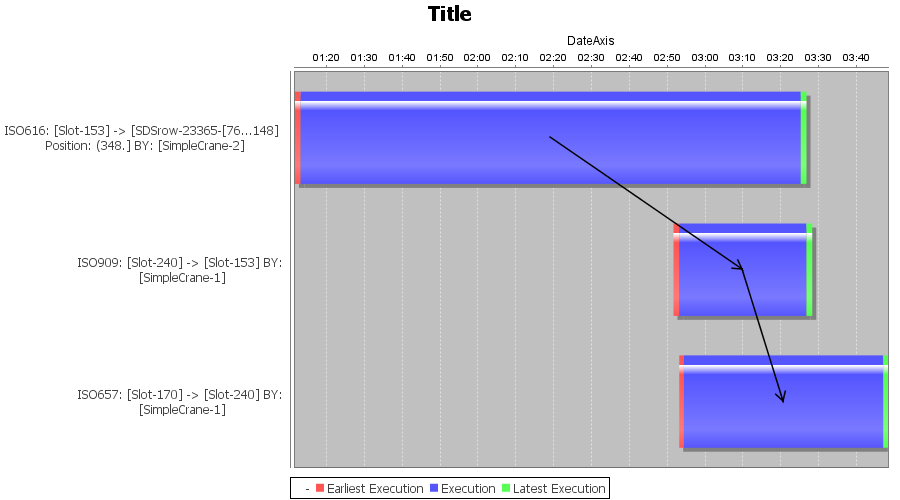 Title
DateAxis
01:20 01:30 01:40 01:50 02:00 02:10 02:20 02:30 02:40 02:50 03:00 03:10 03:20 03:30 03:40
ISO616: [Slot-153] -> [SDSrow-23365-[76...148]
Position: (348.] BY: [SimpleCrane-2]
ISO909: [Slot-240] -> [Slot-153] BY:
[SimpleCrane-1]
ISO657: [Slot-170] -> [Slot-240] BY:
[SimpleCrane-1]
- Earliest Execution Execution Latest Execution